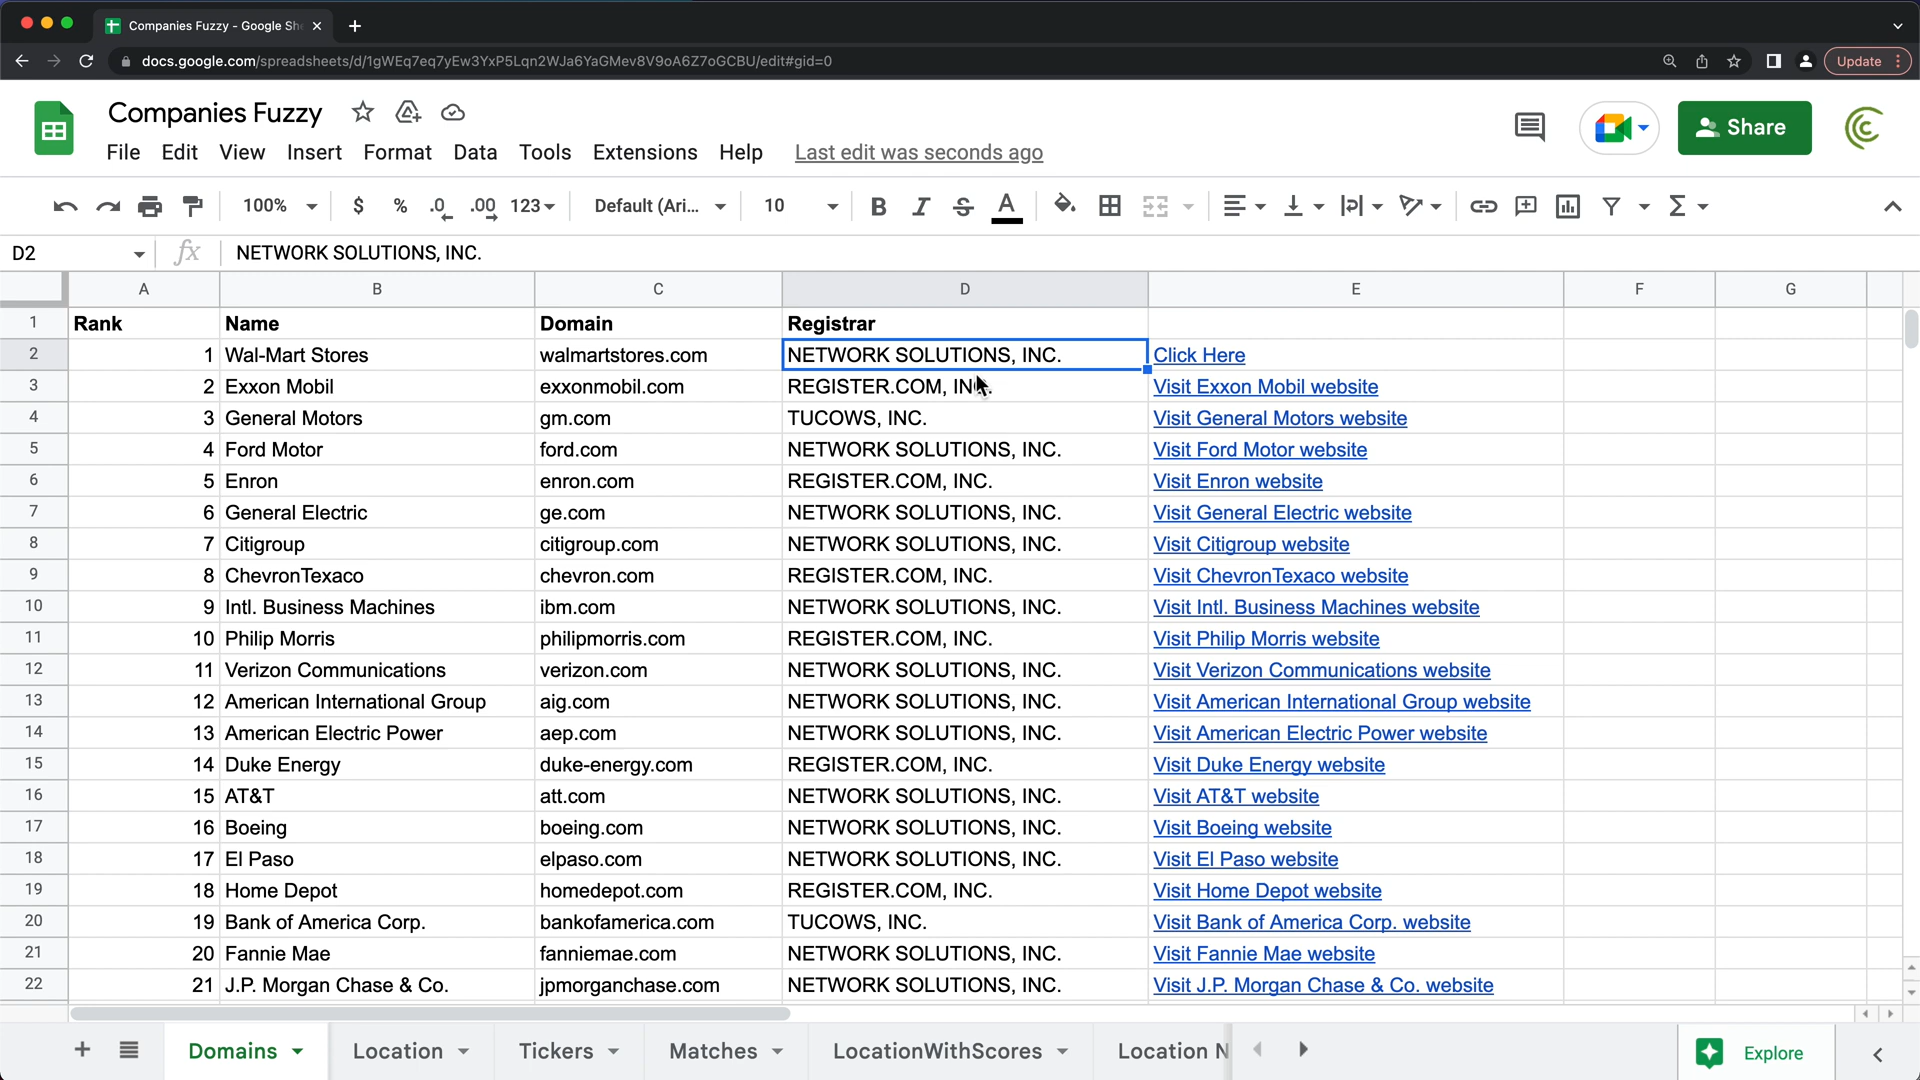 Companies Fuzzy - Google She
docs.google.com/spreadsheets/d/1gWEq7eq7yEw3YxP5Lqn2WJa6YaGMev8V9oA6Z7oGCBU/edit#gid=0 Update
Companies Fuzzy
Share
File Edit View Insert Format Data Tools Extensions Help Last edit was seconds ago
100% $ % .0 .00 123 Default (Ari... 10 B I S A Σ
D2 fx NETWORK SOLUTIONS, INC.
A B C D E F G
1 Rank Name Domain Registrar
2 1 Wal-Mart Stores walmartstores.com NETWORK SOLUTIONS, INC. Click Here
3 2 Exxon Mobil exxonmobil.com REGISTER.COM, INC. Visit Exxon Mobil website
4 3 General Motors gm.com TUCOWS, INC. Visit General Motors website
5 4 Ford Motor ford.com NETWORK SOLUTIONS, INC. Visit Ford Motor website
6 5 Enron enron.com REGISTER.COM, INC. Visit Enron website
7 6 General Electric ge.com NETWORK SOLUTIONS, INC. Visit General Electric website
8 7 Citigroup citigroup.com NETWORK SOLUTIONS, INC. Visit Citigroup website
9 8 ChevronTexaco chevron.com REGISTER.COM, INC. Visit ChevronTexaco website
10 9 Intl. Business Machines ibm.com NETWORK SOLUTIONS, INC. Visit Intl. Business Machines website
11 10 Philip Morris philipmorris.com REGISTER.COM, INC. Visit Philip Morris website
12 11 Verizon Communications verizon.com NETWORK SOLUTIONS, INC. Visit Verizon Communications website
13 12 American International Group aig.com NETWORK SOLUTIONS, INC. Visit American International Group website
14 13 American Electric Power aep.com NETWORK SOLUTIONS, INC. Visit American Electric Power website
15 14 Duke Energy duke-energy.com REGISTER.COM, INC. Visit Duke Energy website
16 15 AT&T att.com NETWORK SOLUTIONS, INC. Visit AT&T website
17 16 Boeing boeing.com NETWORK SOLUTIONS, INC. Visit Boeing website
18 17 El Paso elpaso.com NETWORK SOLUTIONS, INC. Visit El Paso website
19 18 Home Depot homedepot.com REGISTER.COM, INC. Visit Home Depot website
20 19 Bank of America Corp. bankofamerica.com TUCOWS, INC. Visit Bank of America Corp. website
21 20 Fannie Mae fanniemae.com NETWORK SOLUTIONS, INC. Visit Fannie Mae website
22 21 J.P. Morgan Chase & Co. jpmorganchase.com NETWORK SOLUTIONS, INC. Visit J.P. Morgan Chase & Co. website
Domains Location Tickers Matches LocationWithScores Location N Explore